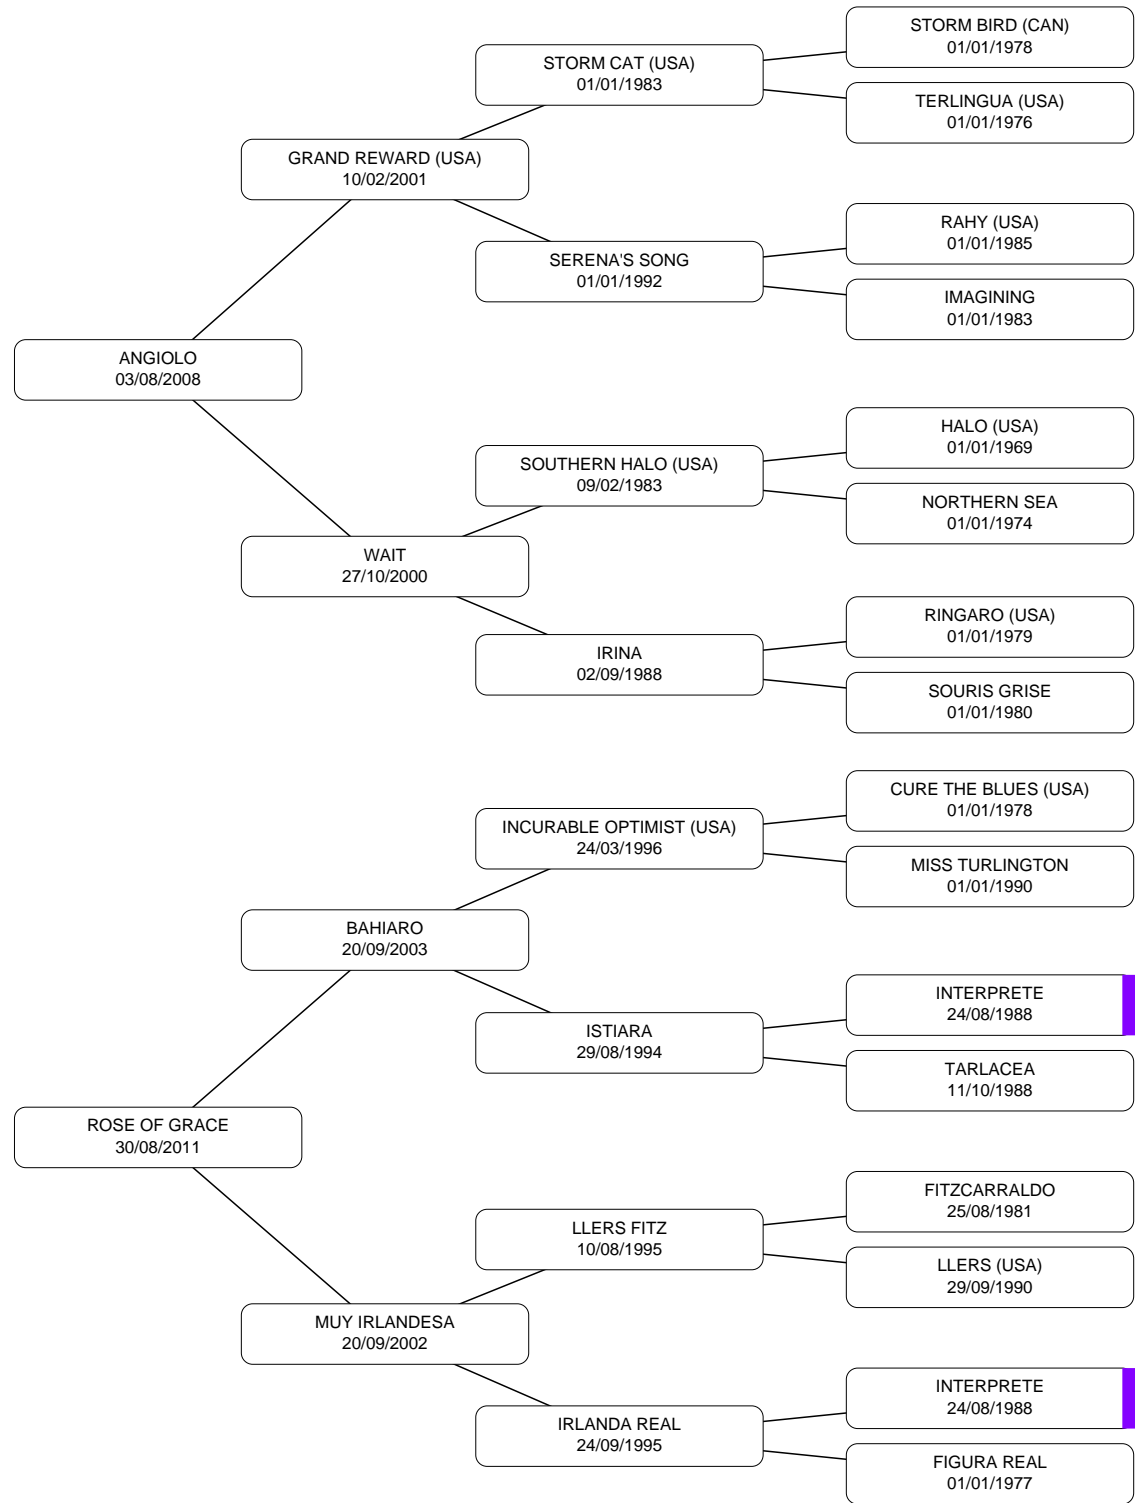 STORM BIRD (CAN)
01/01/1978
STORM CAT (USA)
01/01/1983
TERLINGUA (USA)
01/01/1976
GRAND REWARD (USA)
10/02/2001
RAHY (USA)
01/01/1985
SERENA'S SONG
01/01/1992
IMAGINING
01/01/1983
ANGIOLO
03/08/2008
HALO (USA)
01/01/1969
SOUTHERN HALO (USA)
09/02/1983
NORTHERN SEA
01/01/1974
WAIT
27/10/2000
RINGARO (USA)
01/01/1979
IRINA
02/09/1988
SOURIS GRISE
01/01/1980
CURE THE BLUES (USA)
01/01/1978
INCURABLE OPTIMIST (USA)
24/03/1996
MISS TURLINGTON
01/01/1990
BAHIARO
20/09/2003
INTERPRETE
24/08/1988
ISTIARA
29/08/1994
TARLACEA
11/10/1988
ROSE OF GRACE
30/08/2011
FITZCARRALDO
25/08/1981
LLERS FITZ
10/08/1995
LLERS (USA)
29/09/1990
MUY IRLANDESA
20/09/2002
INTERPRETE
24/08/1988
IRLANDA REAL
24/09/1995
FIGURA REAL
01/01/1977